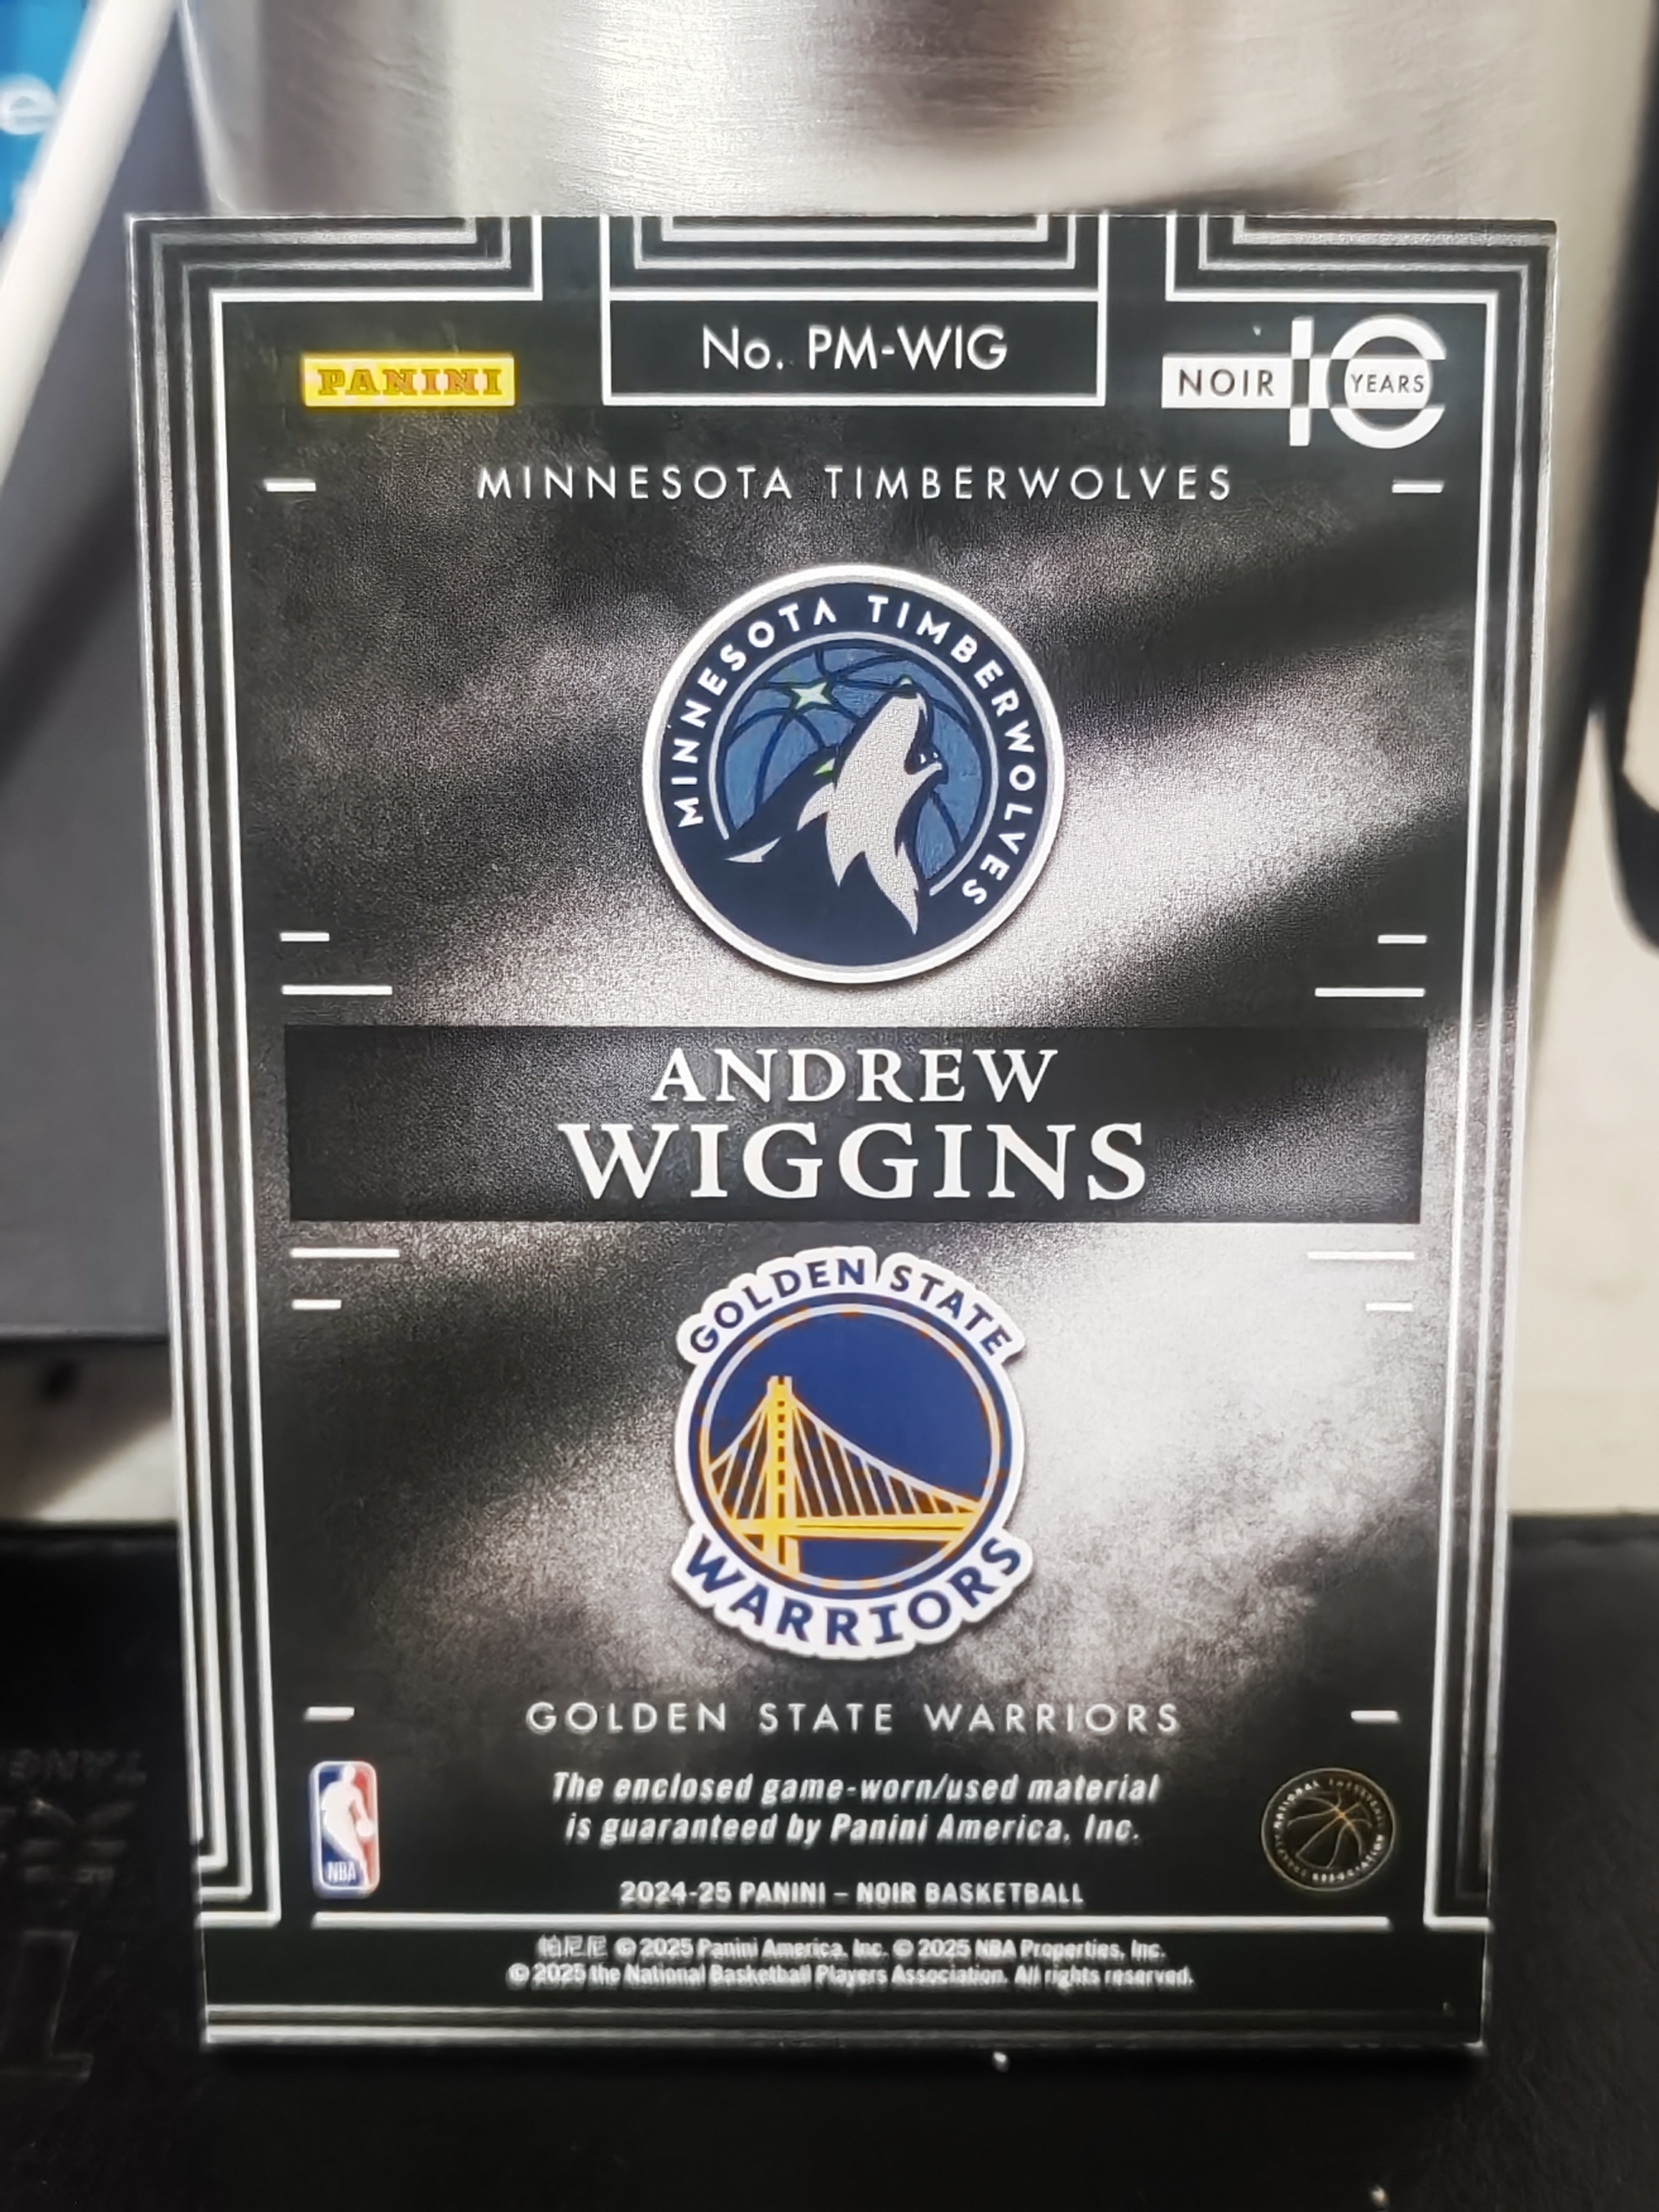 No. PM-WIG
PANINI
NOIR 10 YEARS
MINNESOTA TIMBERWOLVES
MINNESOTA TIMBERWOLVES
ANDREW
WIGGINS
GOLDEN STATE
WARRIORS
GOLDEN STATE WARRIORS
The enclosed game-worn/used material
is guaranteed by Panini America, Inc.
NBA
2024-25 PANINI – NOIR BASKETBALL
帕尼尼 © 2025 Panini America, Inc. © 2025 NBA Properties, Inc.
© 2025 the National Basketball Players Association. All rights reserved.